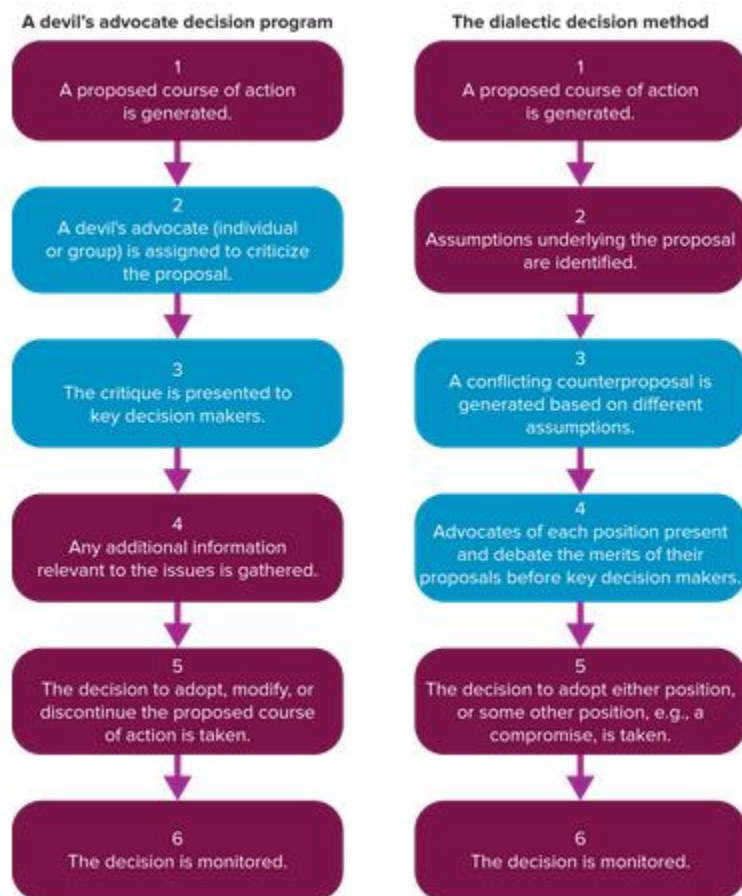 A devil's advocate decision program
1
A proposed course of action
is generated.
2
A devil's advocate (individual
or group) is assigned to criticize
the proposal.
3
The critique is presented to
key decision makers.
4
Any additional information
relevant to the issues is gathered.
5
The decision to adopt, modify, or
discontinue the proposed course
of action is taken.
6
The decision is monitored.
The dialectic decision method
1
A proposed course of action
is generated.
2
Assumptions underlying the proposal
are identified.
3
A conflicting counterproposal is
generated based on different
assumptions.
4
Advocates of each position present
and debate the merits of their
proposals before key decision makers.
5
The decision to adopt either position,
or some other position, e.g., a
compromise, is taken.
6
The decision is monitored.